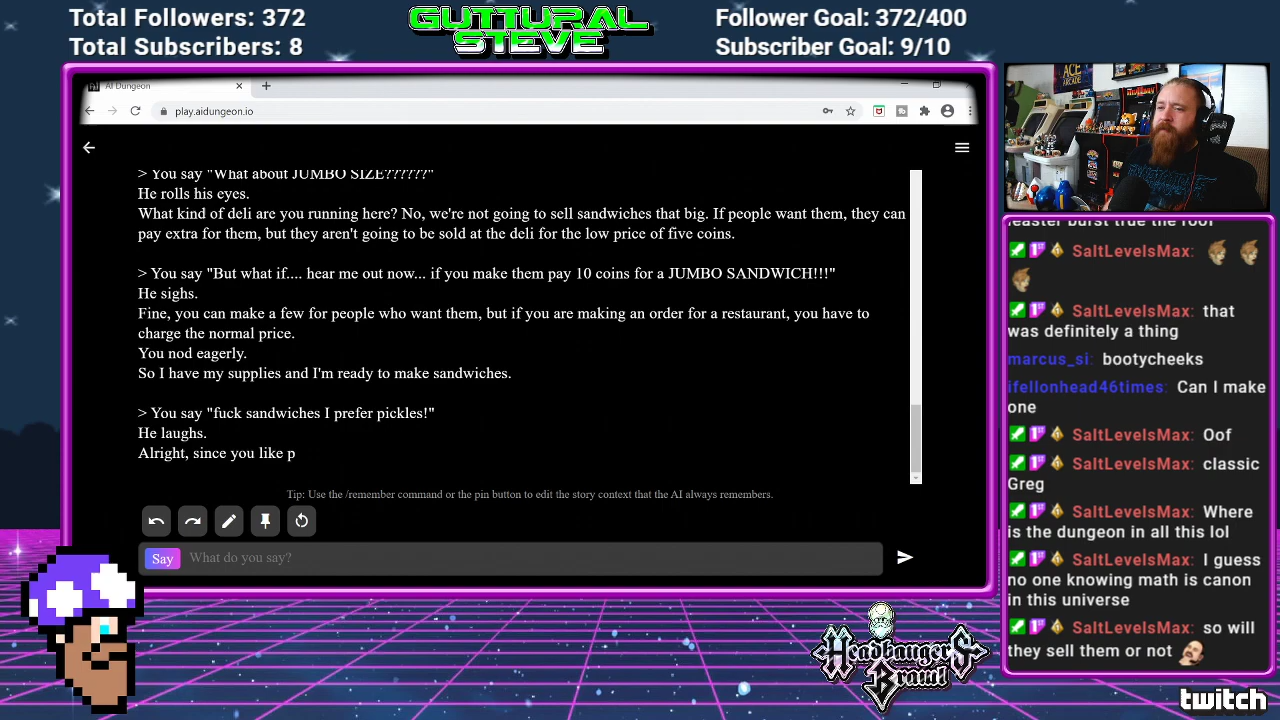 Total Followers: 372
Total Subscribers: 8
GUTTURAL
STEVE
Follower Goal: 372/400
Subscriber Goal: 9/10
AI Dungeon
play.aidungeon.io
> You say "What about JUMBO SIZE??????"
He rolls his eyes.
What kind of deli are you running here? No, we're not going to sell sandwiches that big. If people want them, they can
pay extra for them, but they aren't going to be sold at the deli for the low price of five coins.
> You say "But what if.... hear me out now... if you make them pay 10 coins for a JUMBO SANDWICH!!!"
He sighs.
Fine, you can make a few for people who want them, but if you are making an order for a restaurant, you have to
charge the normal price.
You nod eagerly.
So I have my supplies and I'm ready to make sandwiches.
> You say "fuck sandwiches I prefer pickles!"
He laughs.
Alright, since you like p
Tip: Use the /remember command or the pin button to edit the story context that the AI always remembers.
Say What do you say?
ACE
ARCADE
easter burst true the roof
SaltLevelsMax:
SaltLevelsMax: that
was definitely a thing
marcus_si: bootycheeks
ifellonhead46times: Can I make
one
SaltLevelsMax: Oof
SaltLevelsMax: classic
Greg
SaltLevelsMax: Where
is the dungeon in all this lol
SaltLevelsMax: I guess
no one knowing math is canon
in this universe
SaltLevelsMax: so will
they sell them or not
Headbangers
Brawl
twitch